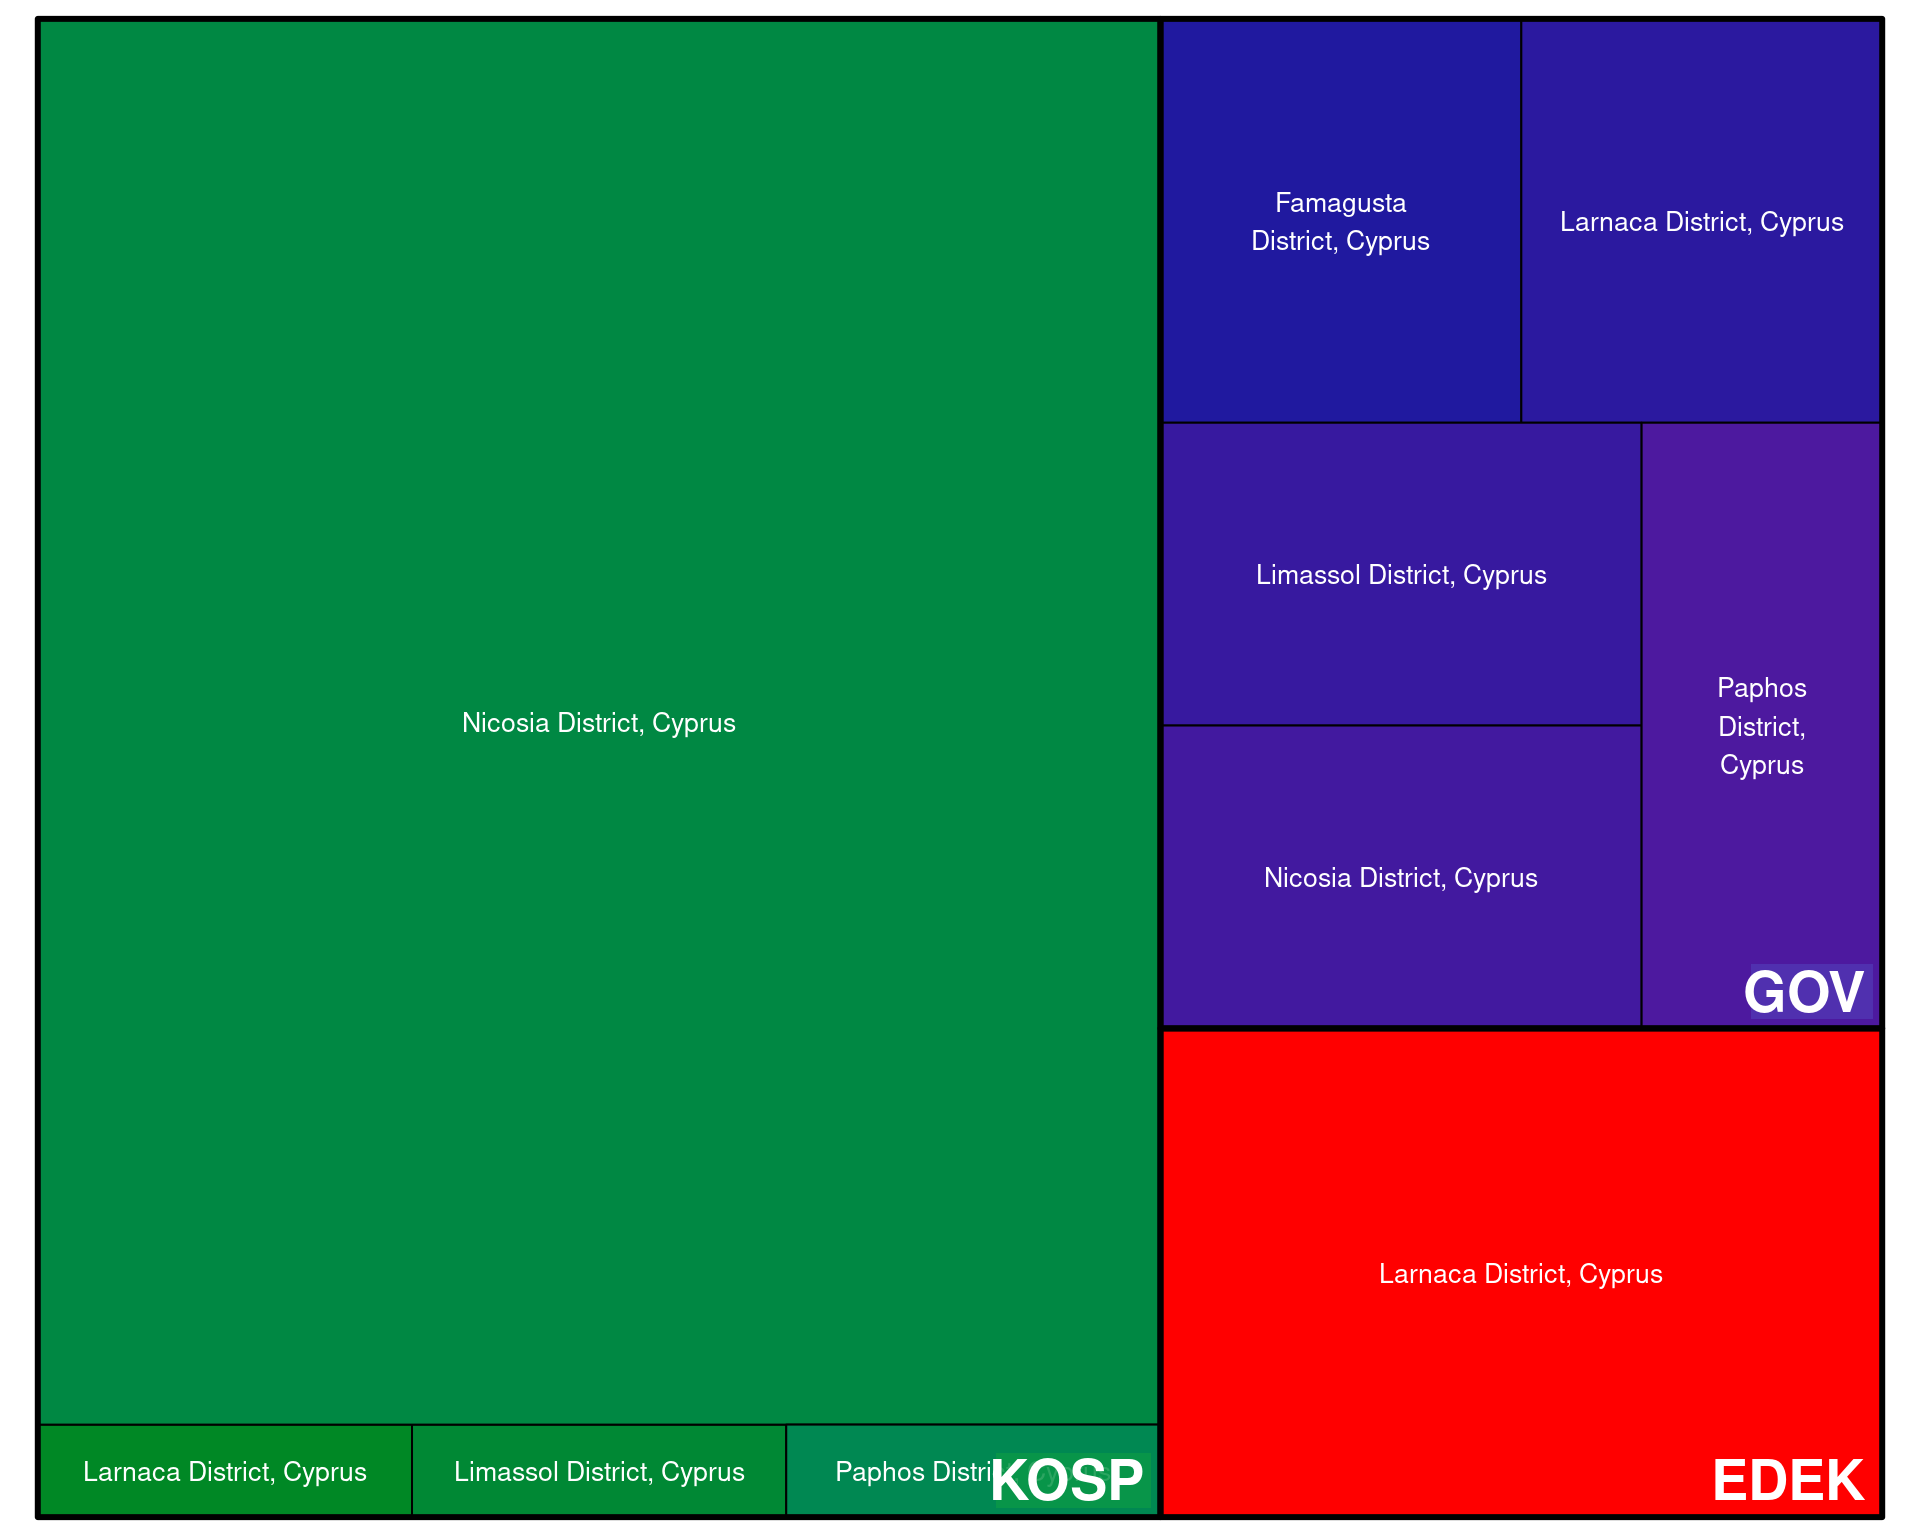 Nicosia District, Cyprus
Larnaca District, Cyprus
Limassol District, Cyprus
Paphos
KOSP
Famagusta
District, Cyprus
Larnaca District, Cyprus
Limassol District, Cyprus
Nicosia District, Cyprus
Paphos
District,
Cyprus
GOV
Larnaca District, Cyprus
EDEK